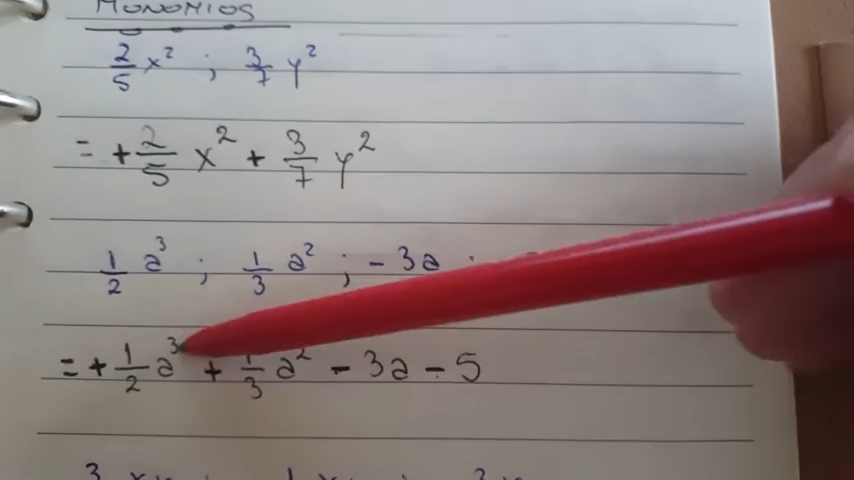 MONOMIOS
2/5 x² ; 3/7 y²
= + 2/5 x² + 3/7 y²
1/2 a³ ; 1/3 a² ; - 3a ;
= + 1/2 a³ + 1/3 a² - 3a - 5